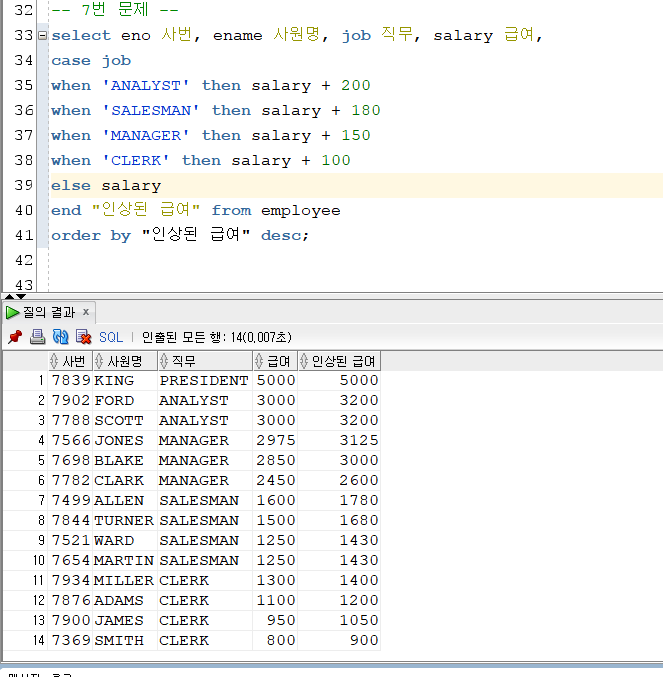 32 -- 7번 문제 --
33 select eno 사번, ename 사원명, job 직무, salary 급여,
34 case job
35 when 'ANALYST' then salary + 200
36 when 'SALESMAN' then salary + 180
37 when 'MANAGER' then salary + 150
38 when 'CLERK' then salary + 100
39 else salary
40 end "인상된 급여" from employee
41 order by "인상된 급여" desc;
42
43
질의 결과 x
SQL | 인출된 모든 행: 14(0,007초)
사번 사원명 직무 급여 인상된 급여
1 7839 KING PRESIDENT 5000 5000
2 7902 FORD ANALYST 3000 3200
3 7788 SCOTT ANALYST 3000 3200
4 7566 JONES MANAGER 2975 3125
5 7698 BLAKE MANAGER 2850 3000
6 7782 CLARK MANAGER 2450 2600
7 7499 ALLEN SALESMAN 1600 1780
8 7844 TURNER SALESMAN 1500 1680
9 7521 WARD SALESMAN 1250 1430
10 7654 MARTIN SALESMAN 1250 1430
11 7934 MILLER CLERK 1300 1400
12 7876 ADAMS CLERK 1100 1200
13 7900 JAMES CLERK 950 1050
14 7369 SMITH CLERK 800 900